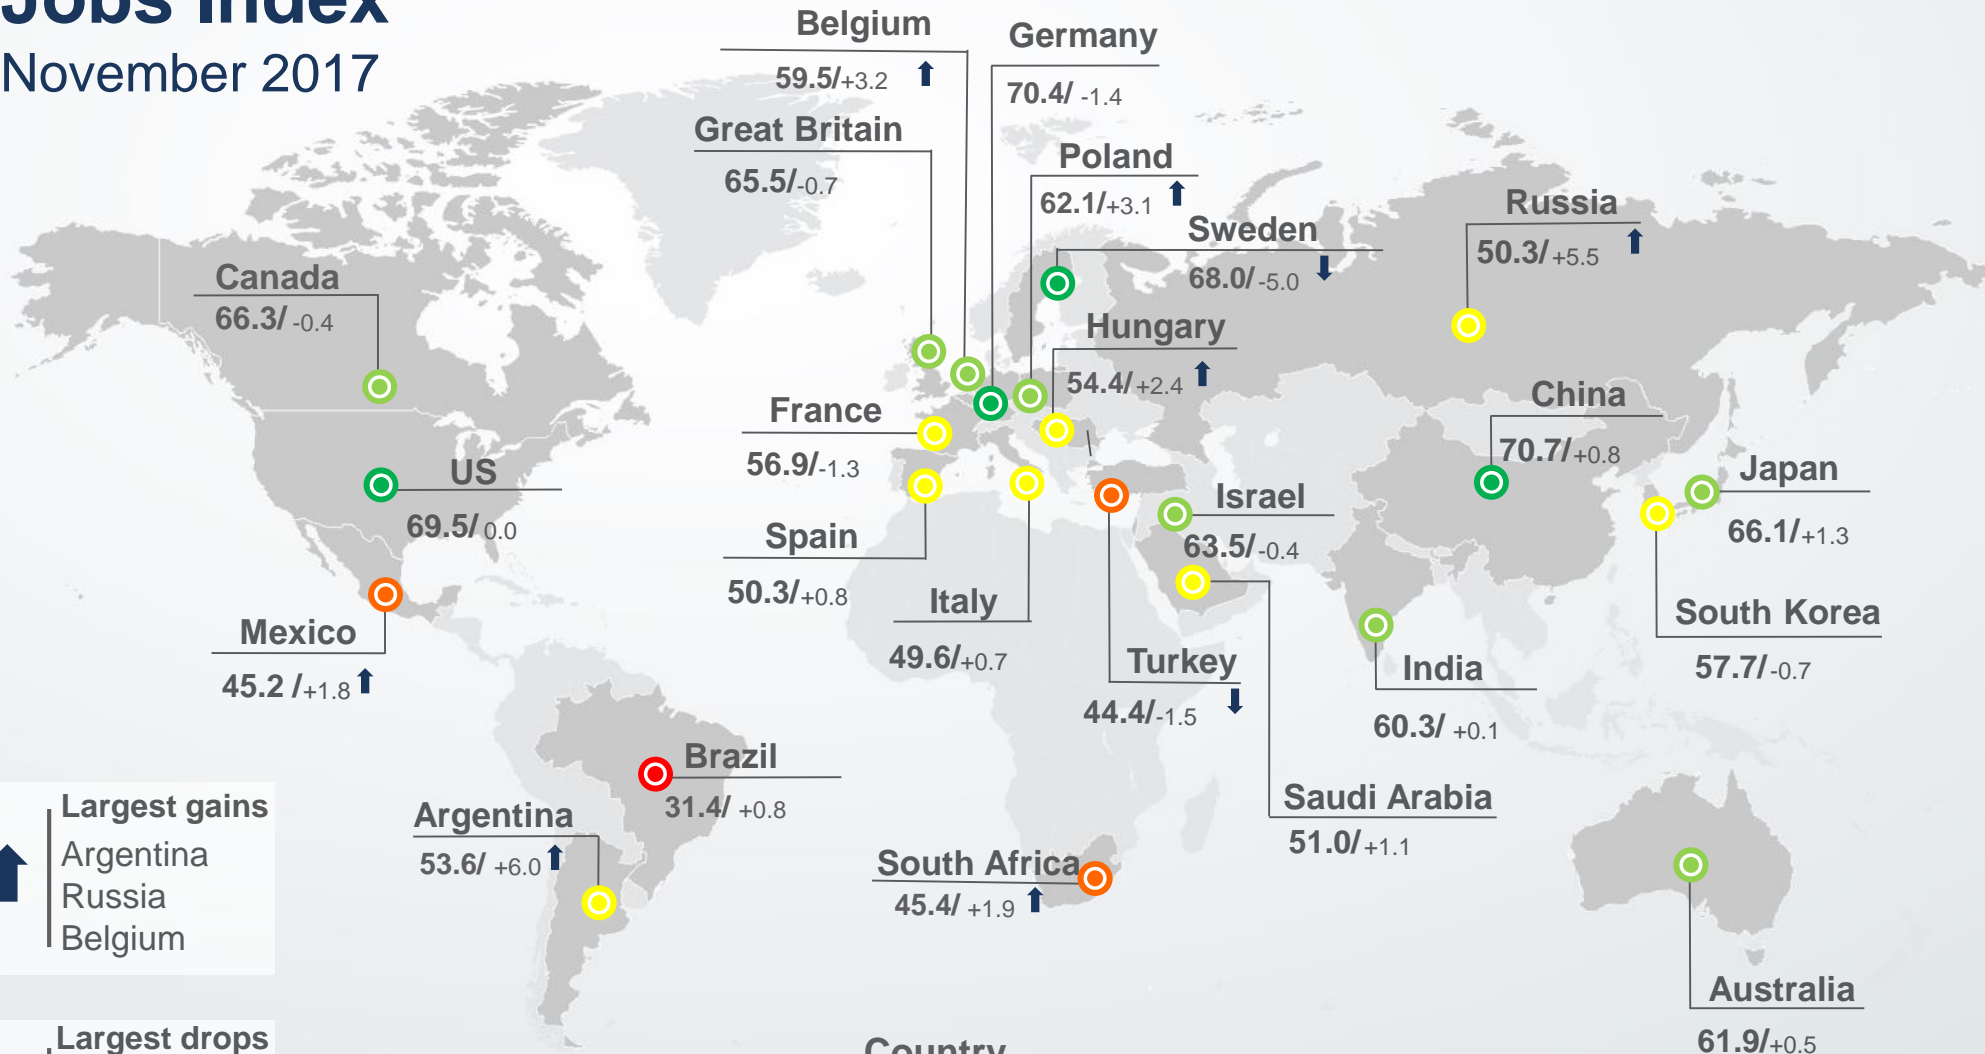 Jobs Index
November 2017
Belgium
59.5/+3.2
Germany
70.4/ -1.4
Great Britain
65.5/-0.7
Poland
62.1/+3.1
Sweden
68.0/-5.0
Russia
50.3/+5.5
Canada
66.3/ -0.4
Hungary
54.4/+2.4
France
56.9/-1.3
China
70.7/+0.8
US
69.5/ 0.0
Japan
66.1/+1.3
Israel
63.5/-0.4
Spain
50.3/+0.8
Italy
49.6/+0.7
South Korea
57.7/-0.7
Mexico
45.2 /+1.8
Turkey
44.4/-1.5
India
60.3/ +0.1
Brazil
31.4/ +0.8
Saudi Arabia
51.0/+1.1
Argentina
53.6/ +6.0
South Africa
45.4/ +1.9
Australia
61.9/+0.5
Largest gains
Argentina
Russia
Belgium
Largest drops
Country